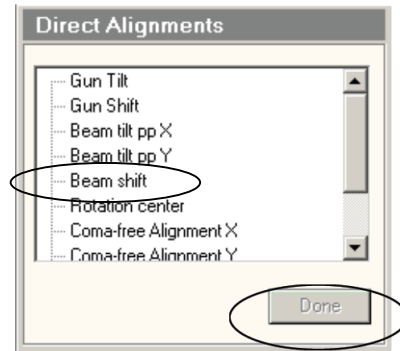 Direct Alignments
Gun Tilt
Gun Shift
Beam tilt pp X
Beam tilt pp Y
Beam shift
Rotation center
Coma-free Alignment X
Coma-free Alignment Y
Done